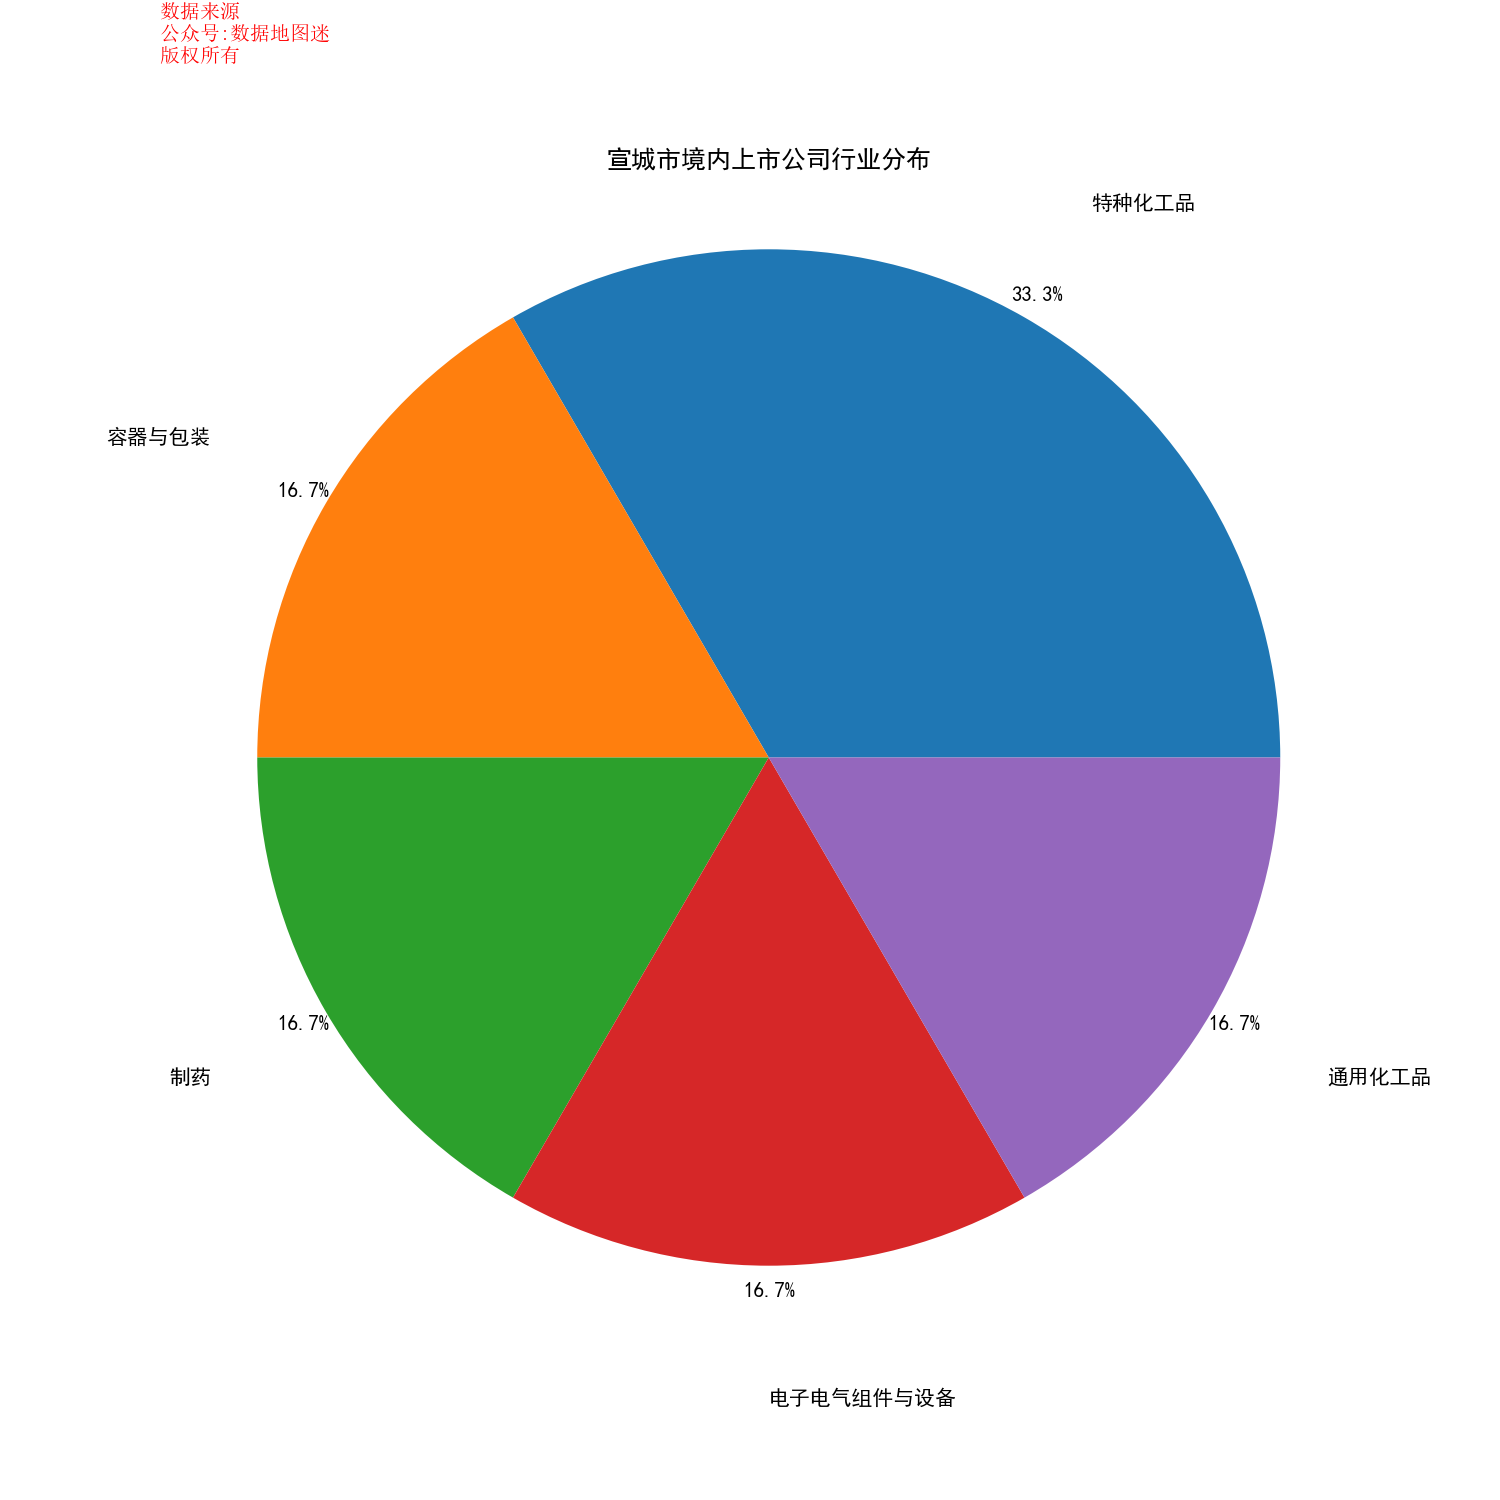 数据来源
公众号:数据地图迷
版权所有
宣城市境内上市公司行业分布
特种化工品
33.3%
容器与包装
16.7%
16.7%
制药
16.7%
通用化工品
16.7%
电子电气组件与设备